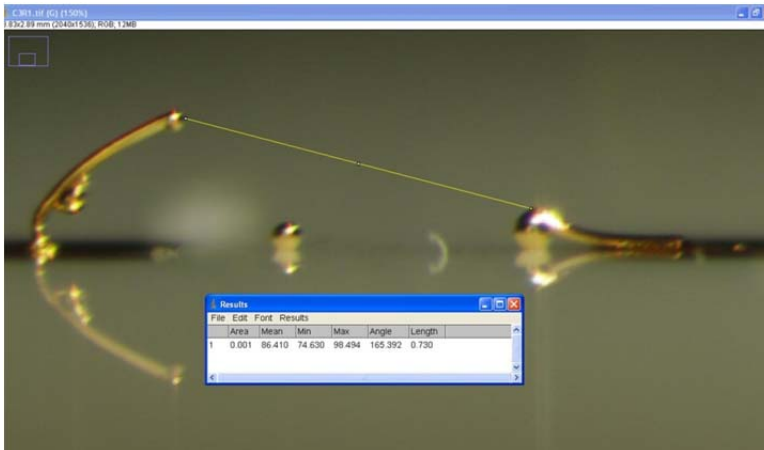 C3R1.tif (G) (150%)
3.83x2.89 mm (2040x1536); RGB; 12MB
Results
File Edit Font Results
Area Mean Min Max Angle Length
1 0.001 86.410 74.630 98.494 165.392 0.730